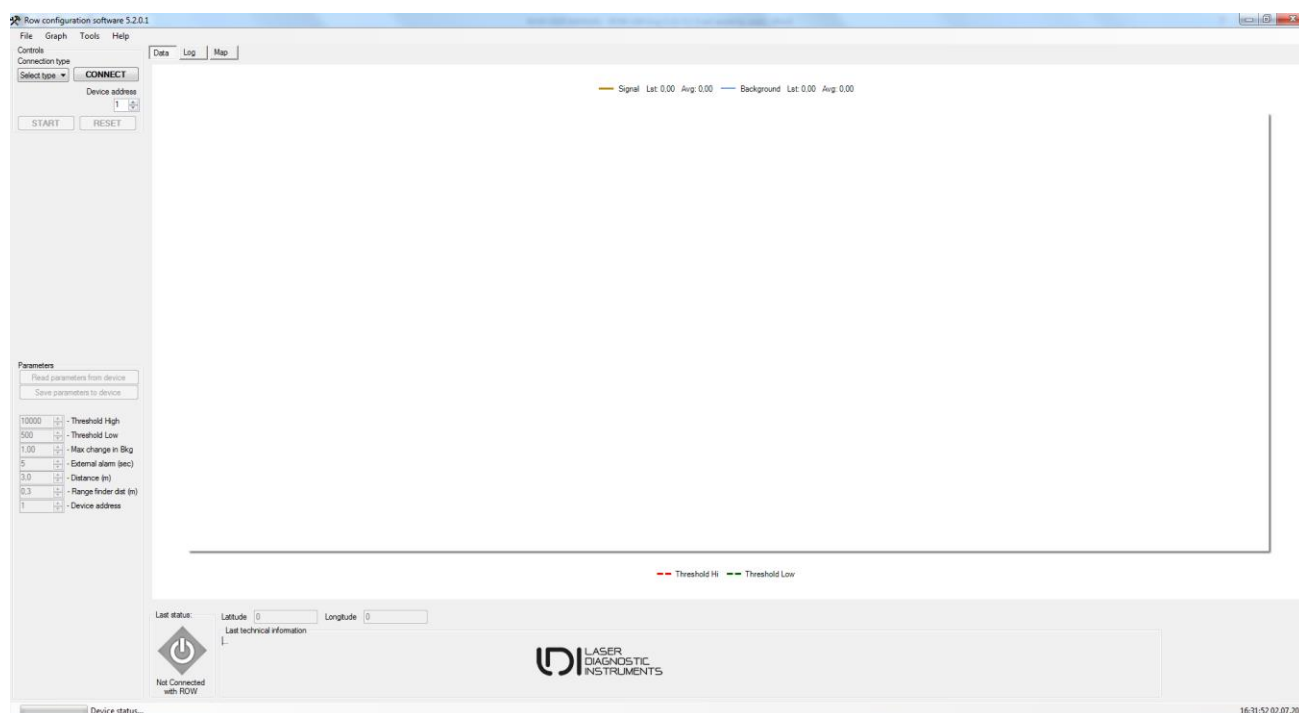 Row configuration software 5.2.0.1
File Graph Tools Help
Controls
Connection type
Select type CONNECT
Device address
1
START RESET
Data Log Map
Signal Lst: 0,00 Avg: 0,00 Background Lst: 0,00 Avg: 0,00
Parameters
Read parameters from device
Save parameters to device
10000 - Threshold High
500 - Threshold Low
1.00 - Max change in Bkg
5 - External alarm (sec)
3.0 - Distance (m)
0.3 - Range finder dist (m)
1 - Device address
Threshold Hi Threshold Low
Last status:
Latitude 0 Longitude 0
Last technical information
Not Connected
with ROW
LDI LASER
DIAGNOSTIC
INSTRUMENTS
Device status...
16:31:52 02.07.20